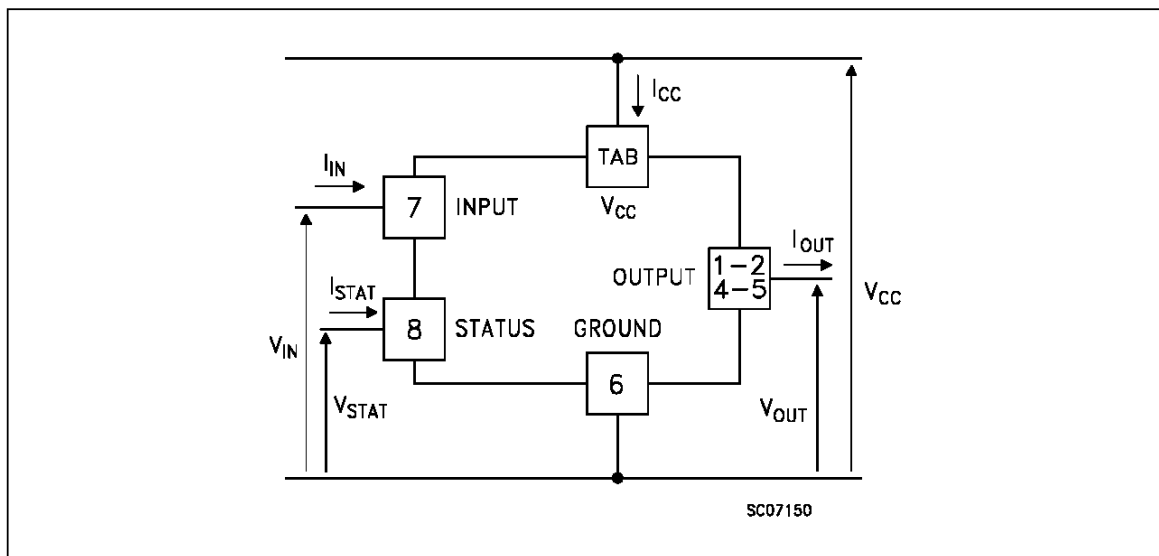 I_CC
TAB
V_CC
I_IN
7
INPUT
I_OUT
1-2
4-5
OUTPUT
V_CC
I_STAT
8
STATUS
GROUND
6
V_IN
V_STAT
V_OUT
SC07150